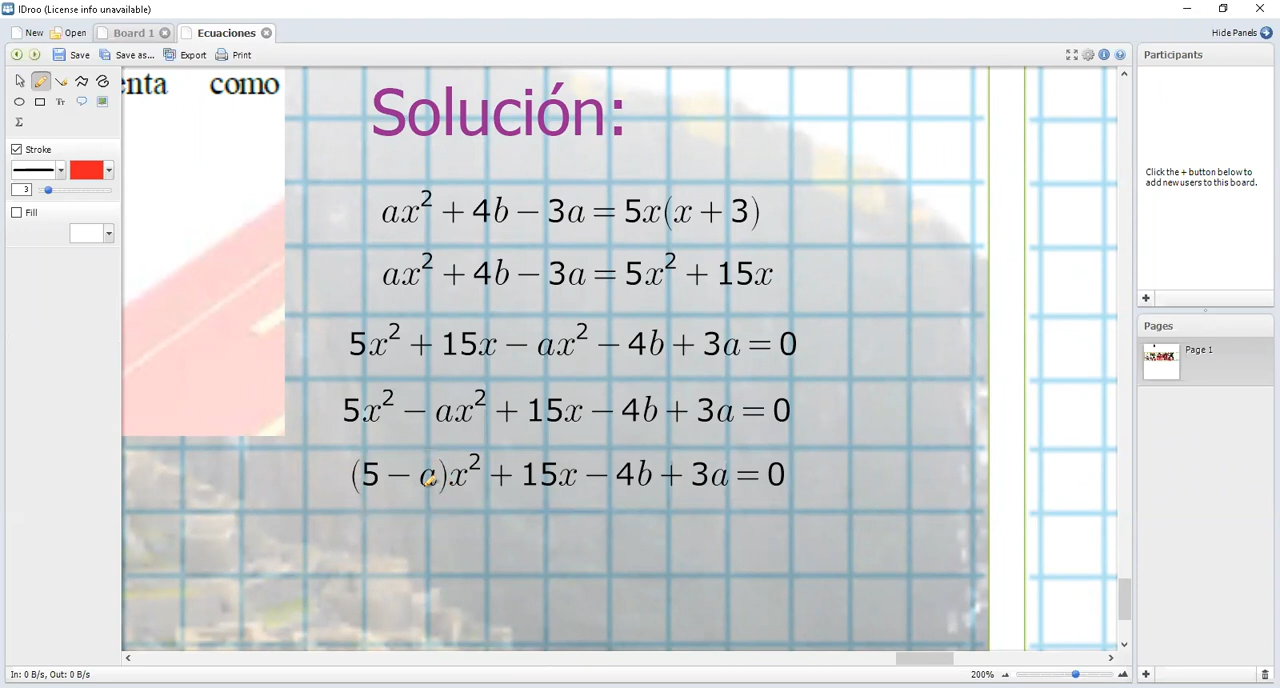 IDroo (License info unavailable)
New Open Board 1 Ecuaciones Hide Panels
Save Save as... Export Print
Participants
Click the + button below to
add new users to this board.
Tr
Σ
Stroke
3
Fill
enta como
Solución:
ax² + 4b − 3a = 5x(x + 3)
ax² + 4b − 3a = 5x² + 15x
5x² + 15x − ax² − 4b + 3a = 0
5x² − ax² + 15x − 4b + 3a = 0
(5 − a)x² + 15x − 4b + 3a = 0
Pages
Page 1
In: 0 B/s, Out: 0 B/s
200%